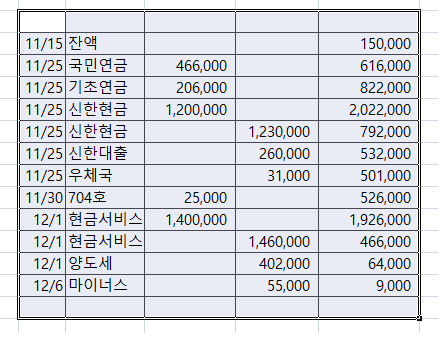 11/15 잔액 150,000
11/25 국민연금 466,000 616,000
11/25 기초연금 206,000 822,000
11/25 신한현금 1,200,000 2,022,000
11/25 신한현금 1,230,000 792,000
11/25 신한대출 260,000 532,000
11/25 우체국 31,000 501,000
11/30 704호 25,000 526,000
12/1 현금서비스 1,400,000 1,926,000
12/1 현금서비스 1,460,000 466,000
12/1 양도세 402,000 64,000
12/6 마이너스 55,000 9,000